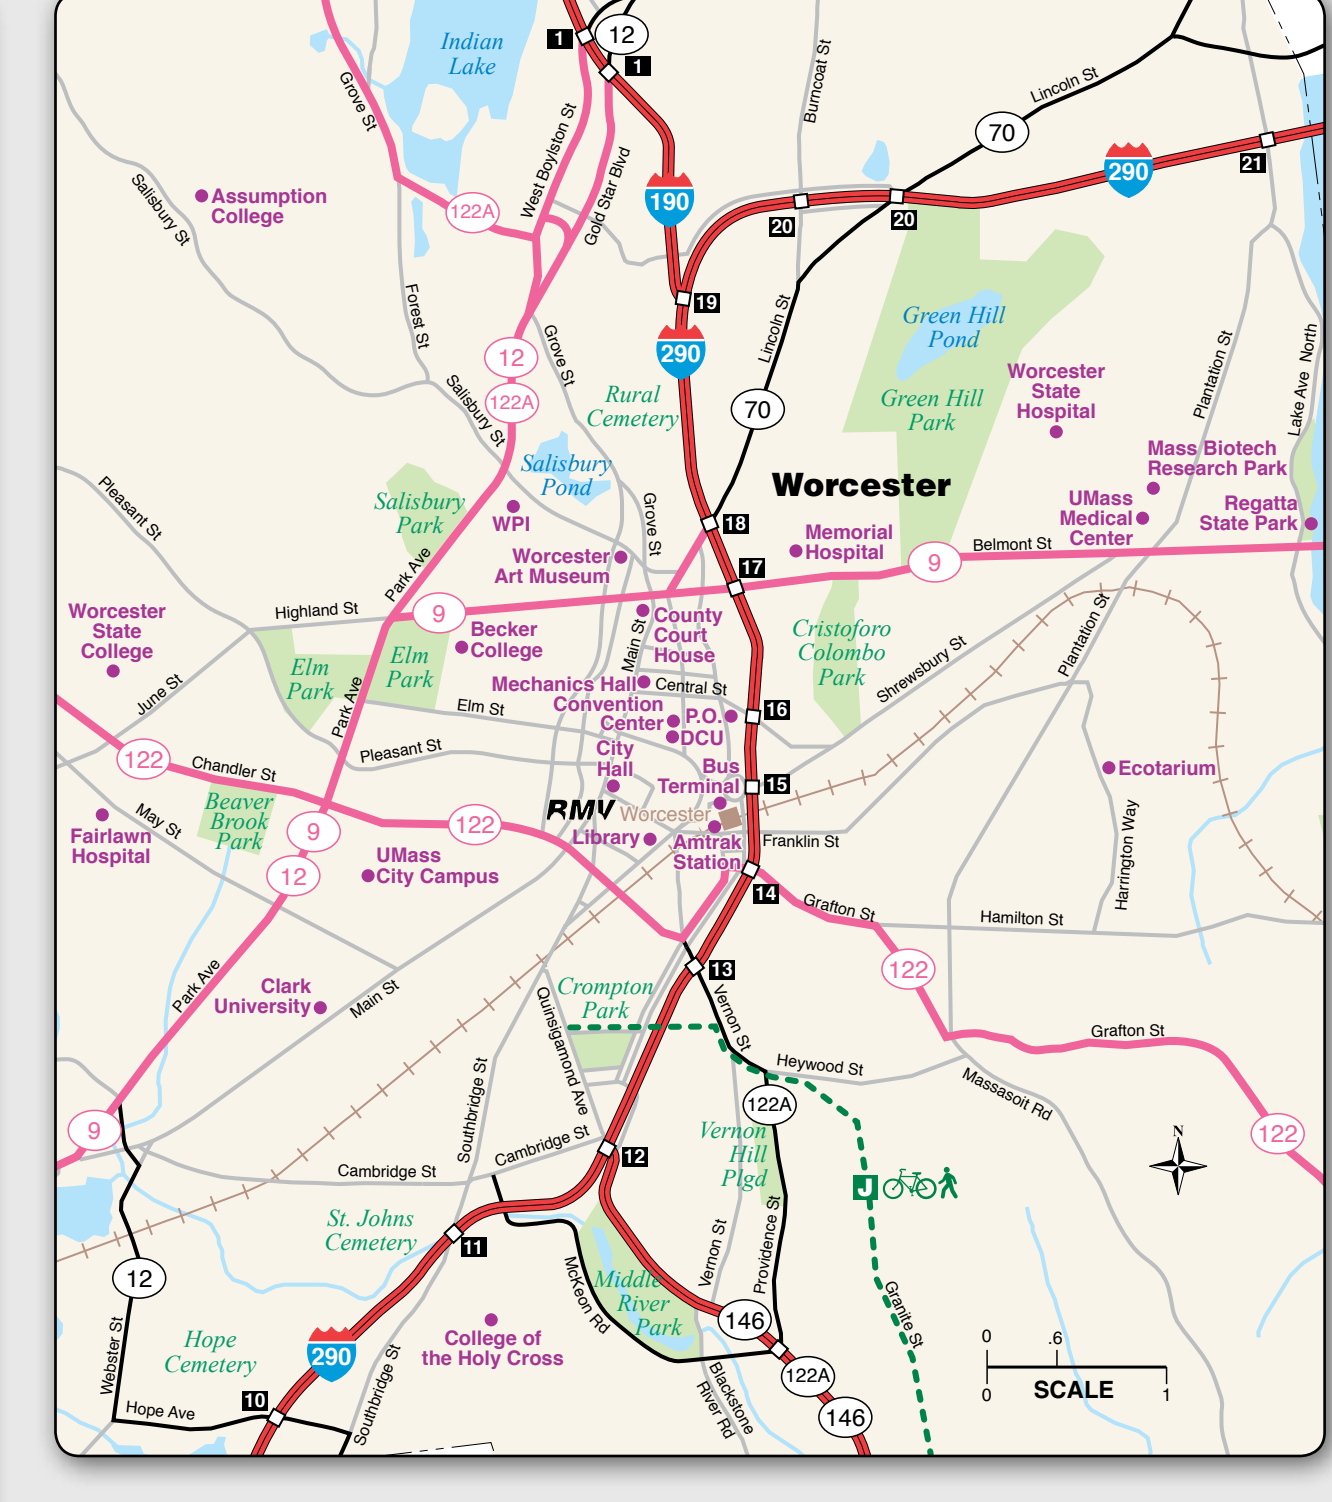 1
12
1
Indian
Lake
Grove St
West Boylston St
Gold Star Blvd
Burncoat St
Lincoln St
70
290
21
Salisbury St
Assumption
College
122A
190
20
20
19
Forest St
12
Grove St
290
Lincoln St
Green Hill
Pond
Plantation St
Lake Ave North
122A
Salisbury St
Rural
Cemetery
70
Green Hill
Park
Worcester
State
Hospital
Mass Biotech
Research Park
Salisbury
Pond
Worcester
UMass
Medical
Center
Regatta
State Park
Pleasant St
Salisbury
Park
WPI
Grove St
18
Memorial
Hospital
Belmont St
Worcester
Art Museum
17
9
Park Ave
Worcester
State
College
Highland St
9
Becker
College
County
Court
House
Main St
Cristoforo
Colombo
Park
Shrewsbury St
Plantation St
Elm
Park
Elm
Park
June St
Park Ave
Elm St
Mechanics Hall
Central St
Convention
Center
P.O.
16
DCU
122
Chandler St
Pleasant St
City
Hall
Bus
Terminal
15
Ecotarium
Beaver
Brook
Park
May St
9
122
RMV
Worcester
Library
Amtrak
Station
Franklin St
Harrington Way
Fairlawn
Hospital
12
UMass
City Campus
14
Grafton St
Hamilton St
122
13
Park Ave
Clark
University
Main St
Crompton
Park
Quinsigamond Ave
Vernon St
Grafton St
Heywood St
Massasoit Rd
Southbridge St
122A
9
Vernon
Hill
Plgd
122
N
Cambridge St
12
Cambridge St
J
St. Johns
Cemetery
11
Vernon St
Providence St
12
McKeon Rd
Middle
River
Park
Granite St
Webster St
Hope
Cemetery
290
College of
the Holy Cross
146
0 .6
122A
0 SCALE 1
10
Southbridge St
Blackstone
River Rd
Hope Ave
146